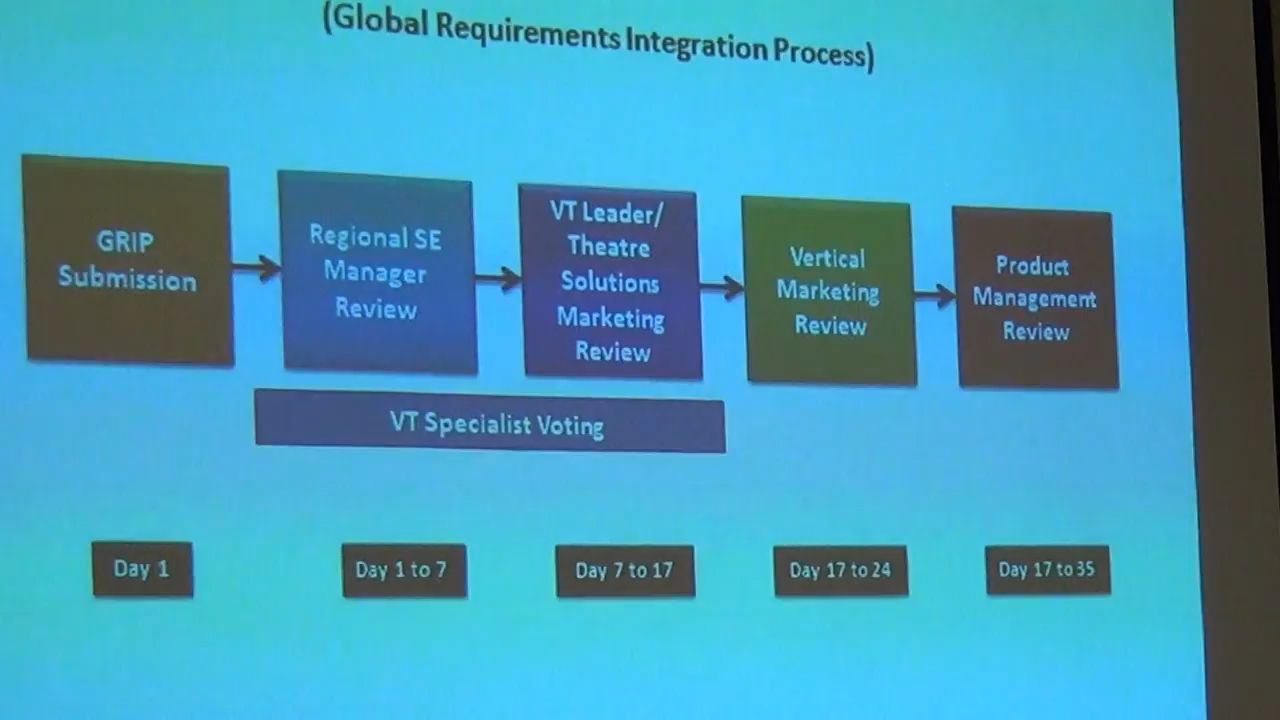 (Global Requirements Integration Process)
GRIP
Submission
Regional SE
Manager
Review
VT Leader/
Theatre
Solutions
Marketing
Review
Vertical
Marketing
Review
Product
Management
Review
VT Specialist Voting
Day 1
Day 1 to 7
Day 7 to 17
Day 17 to 24
Day 17 to 35